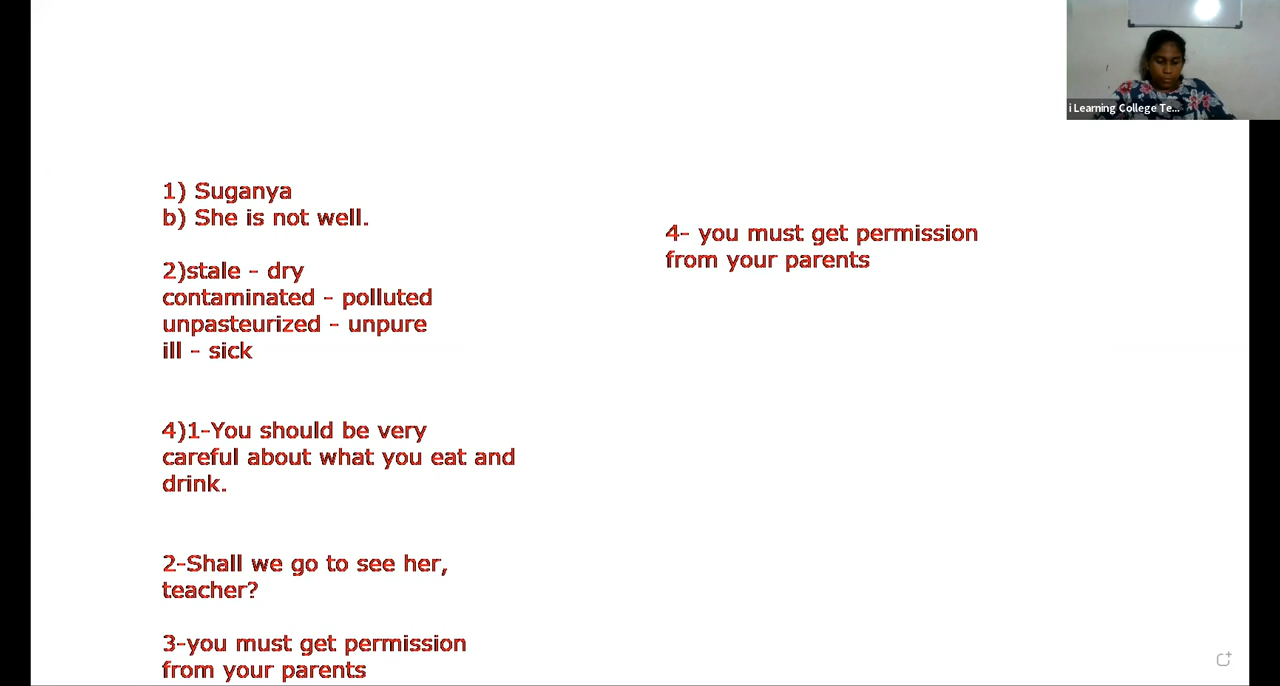 1) Suganya
b) She is not well.
2)stale - dry
contaminated - polluted
unpasteurized - unpure
ill - sick
4)1-You should be very
careful about what you eat and
drink.
2-Shall we go to see her,
teacher?
3-you must get permission
from your parents
4- you must get permission
from your parents
i Learning College Te...